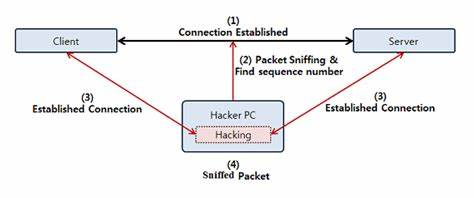 (1)
Connection Established
Client
Server
(2) Packet Sniffing &
Find sequence number
(3)
Established Connection
(3)
Established Connection
Hacker PC
Hacking
(4)
Sniffed Packet